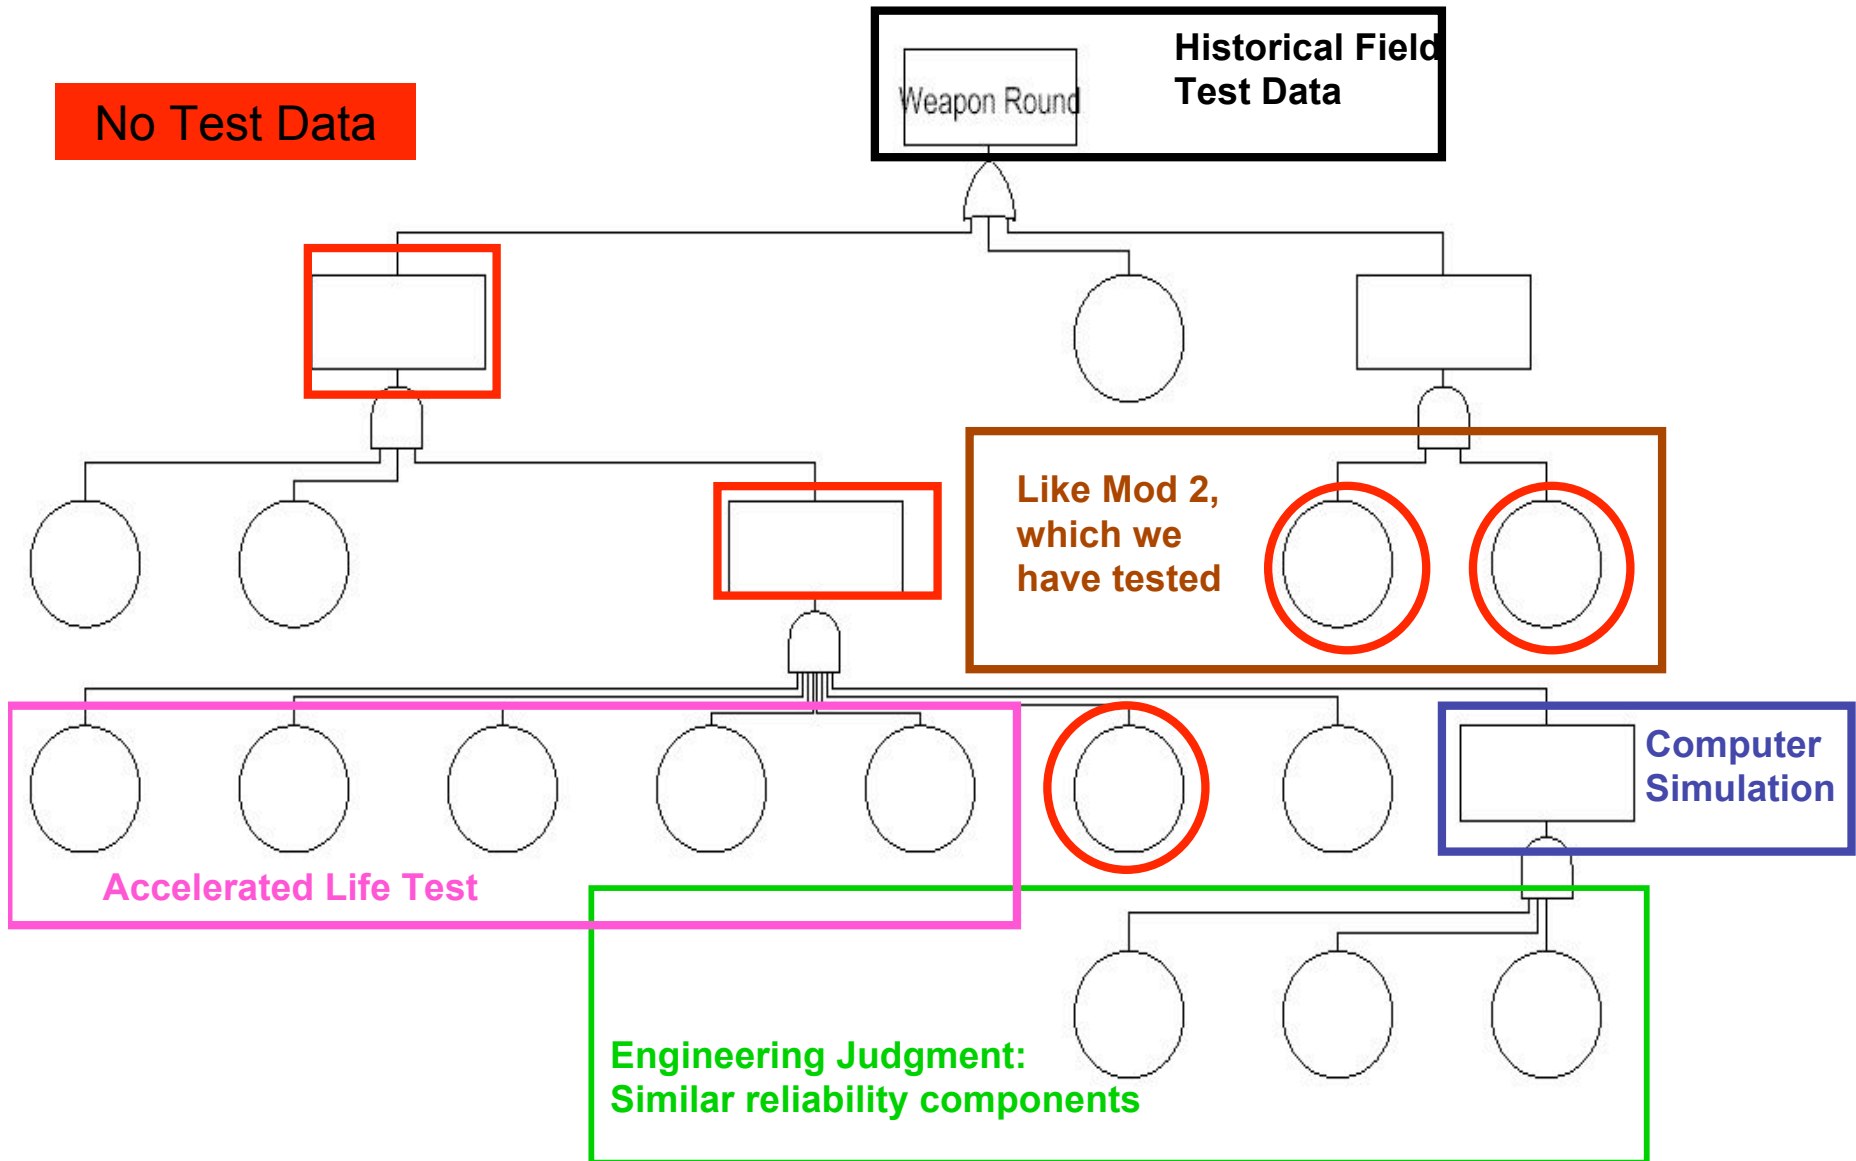 Historical Field
Test Data
No Test Data
Weapon Round
Like Mod 2,
which we
have tested
Computer
Simulation
Accelerated Life Test
Engineering Judgment:
Similar reliability components